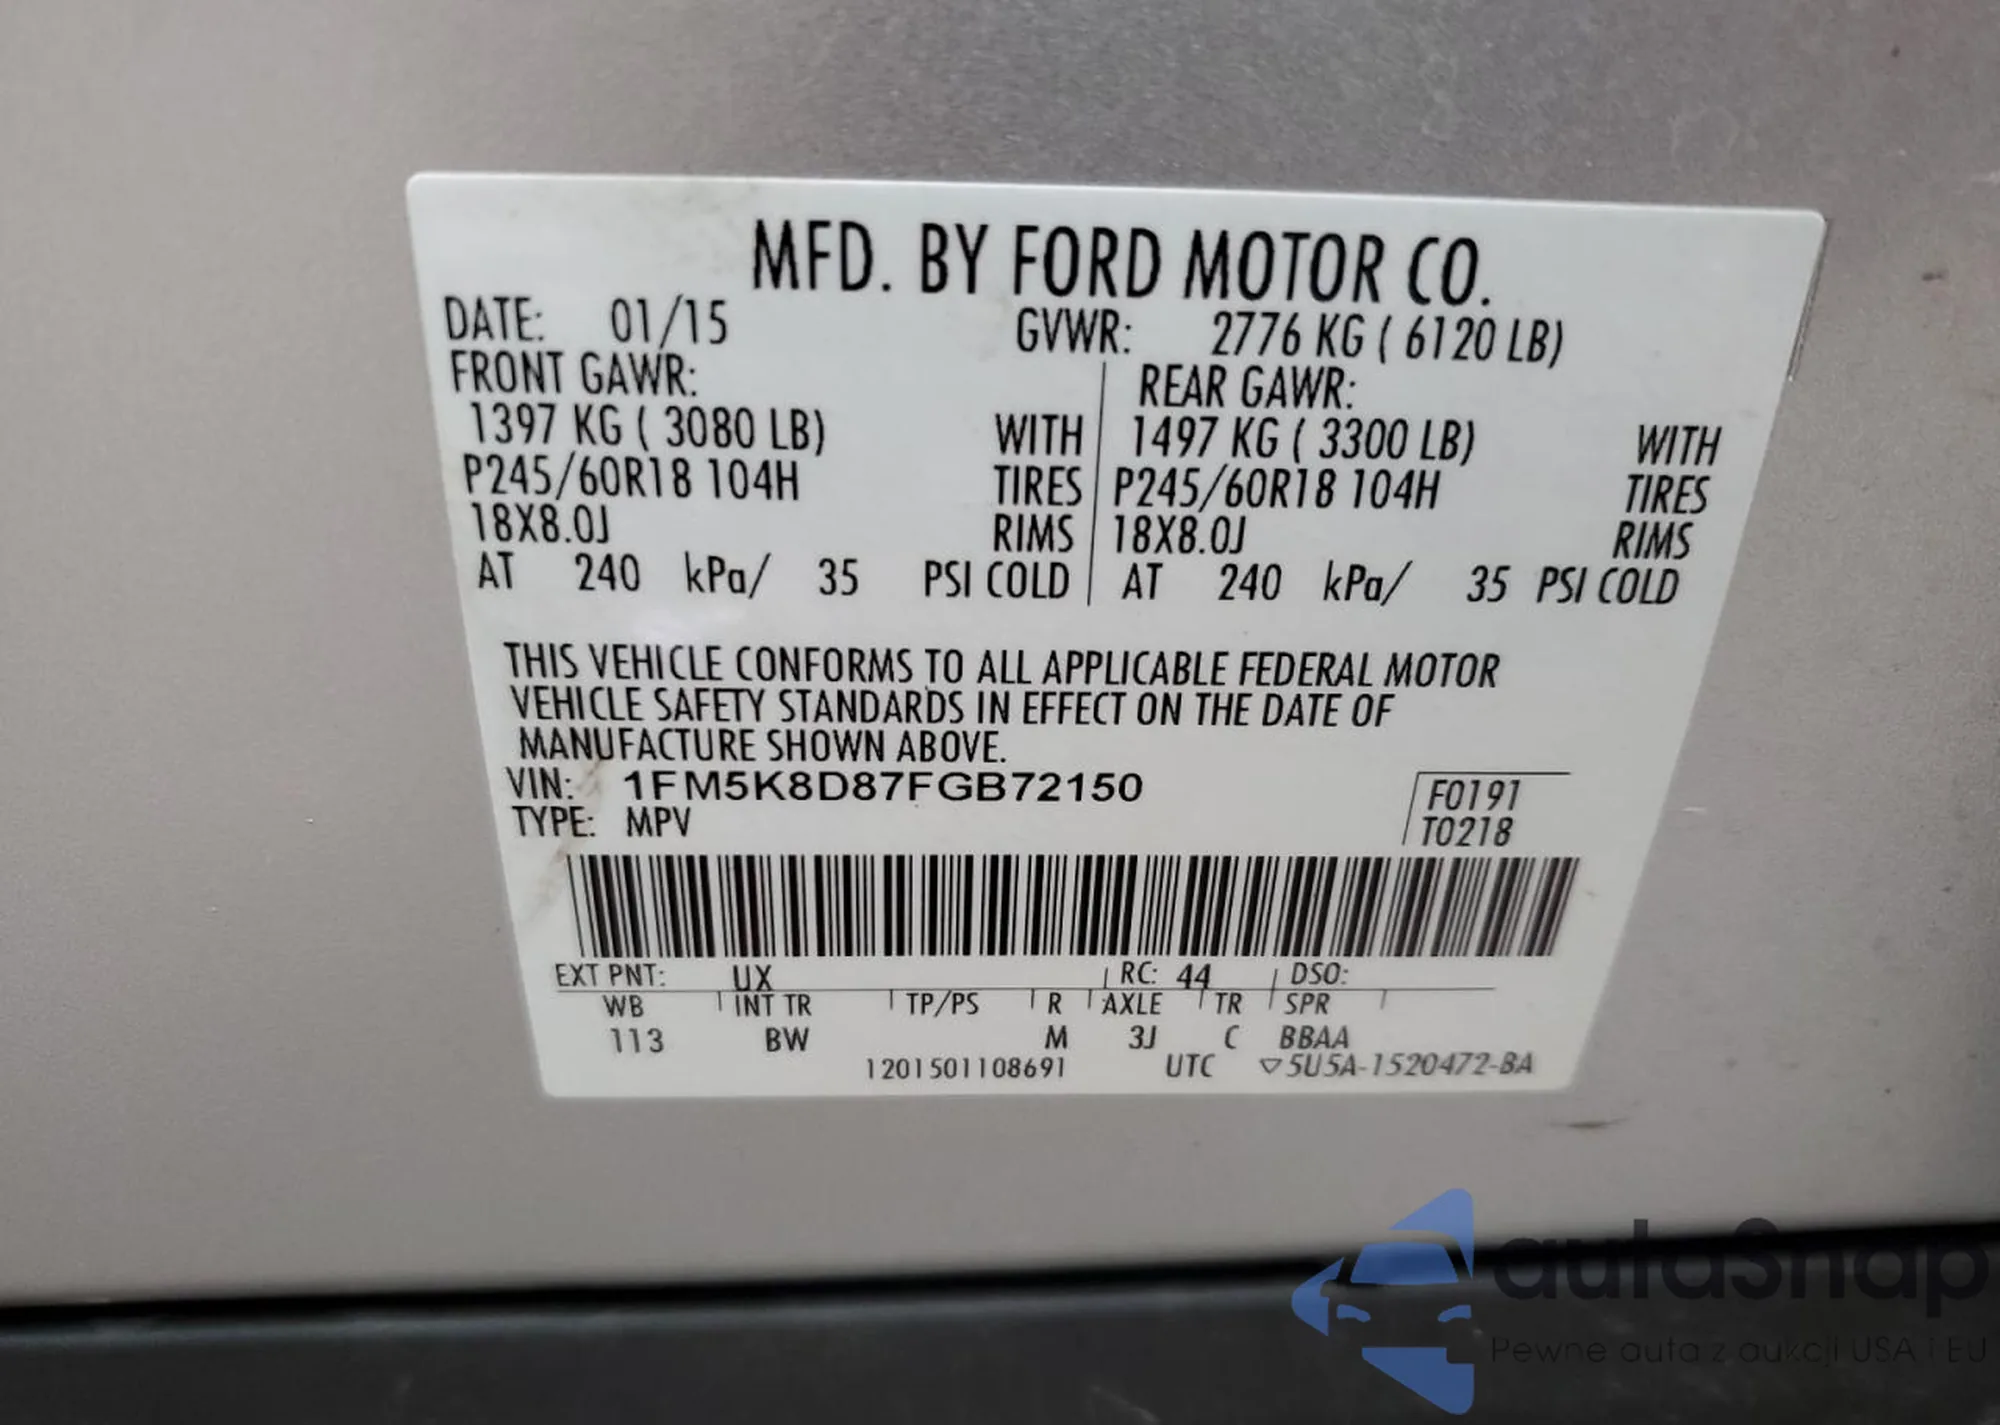 MFD. BY FORD MOTOR CO.
DATE: 01/15 GVWR: 2776 KG ( 6120 LB)
FRONT GAWR: REAR GAWR:
1397 KG ( 3080 LB) WITH 1497 KG ( 3300 LB) WITH
P245/60R18 104H TIRES P245/60R18 104H TIRES
18X8.0J RIMS 18X8.0J RIMS
AT 240 kPa/ 35 PSI COLD AT 240 kPa/ 35 PSI COLD
THIS VEHICLE CONFORMS TO ALL APPLICABLE FEDERAL MOTOR
VEHICLE SAFETY STANDARDS IN EFFECT ON THE DATE OF
MANUFACTURE SHOWN ABOVE.
VIN: 1FM5K8D87FGB72150 F0191
TYPE: MPV T0218
EXT PNT: UX RC: 44 DSO:
WB INT TR TP/PS R AXLE TR SPR
113 BW M 3J C BBAA
1201501108691 UTC ▽5U5A-1520472-BA
autoSnap
Pewne auta z aukcji USA i EU